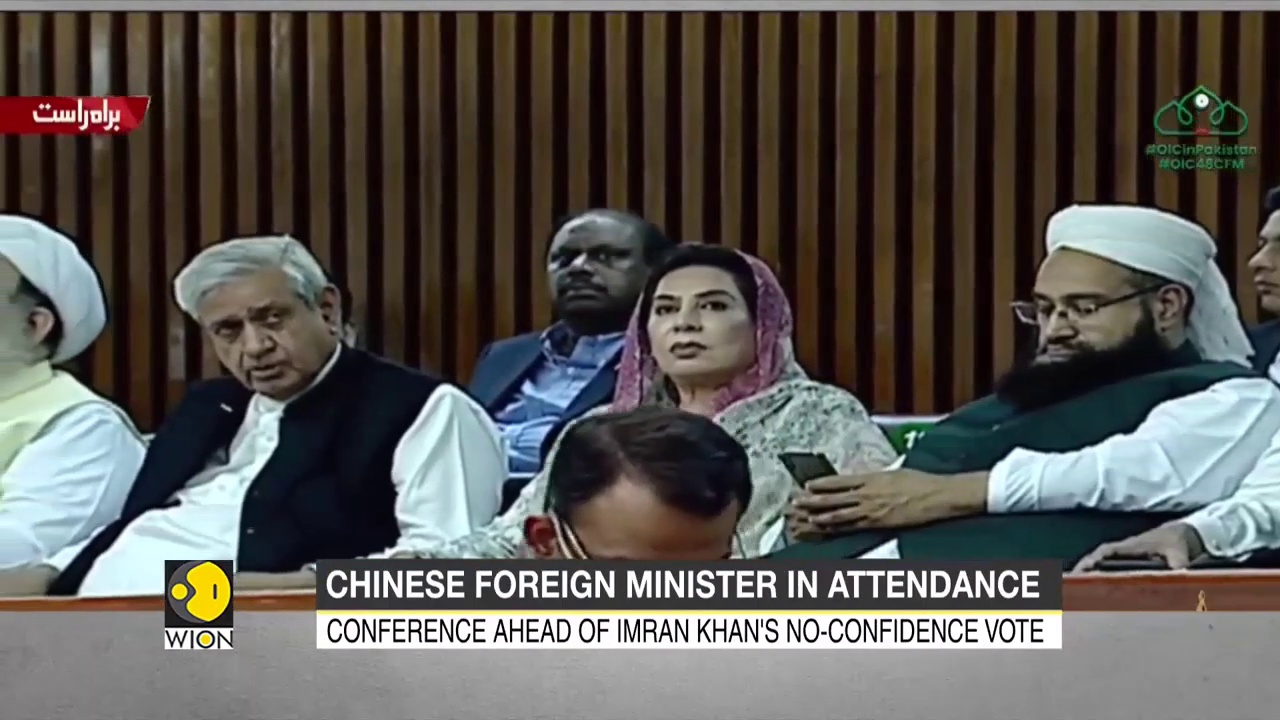 براہ راست
#OICinPakistan
#OIC48CFM
CHINESE FOREIGN MINISTER IN ATTENDANCE
CONFERENCE AHEAD OF IMRAN KHAN'S NO-CONFIDENCE VOTE
WION